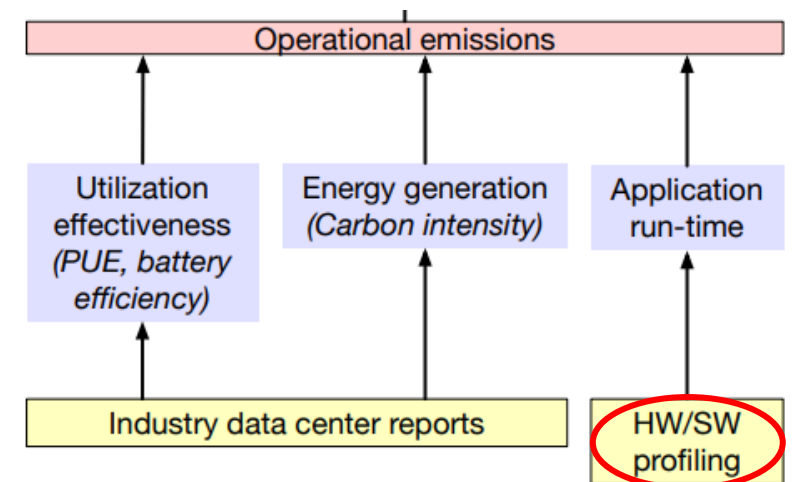 Operational emissions
Utilization
effectiveness
(PUE, battery
efficiency)
Energy generation
(Carbon intensity)
Application
run-time
Industry data center reports
HW/SW
profiling